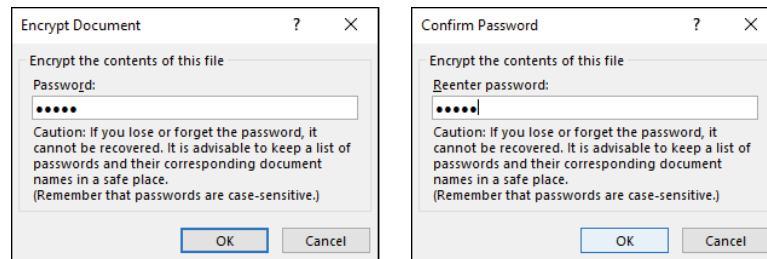 Encrypt Document ? ×
Encrypt the contents of this file
Password:
•••••
Caution: If you lose or forget the password, it
cannot be recovered. It is advisable to keep a list of
passwords and their corresponding document
names in a safe place.
(Remember that passwords are case-sensitive.)
OK Cancel
Confirm Password ? ×
Encrypt the contents of this file
Reenter password:
•••••
Caution: If you lose or forget the password, it
cannot be recovered. It is advisable to keep a list of
passwords and their corresponding document
names in a safe place.
(Remember that passwords are case-sensitive.)
OK Cancel